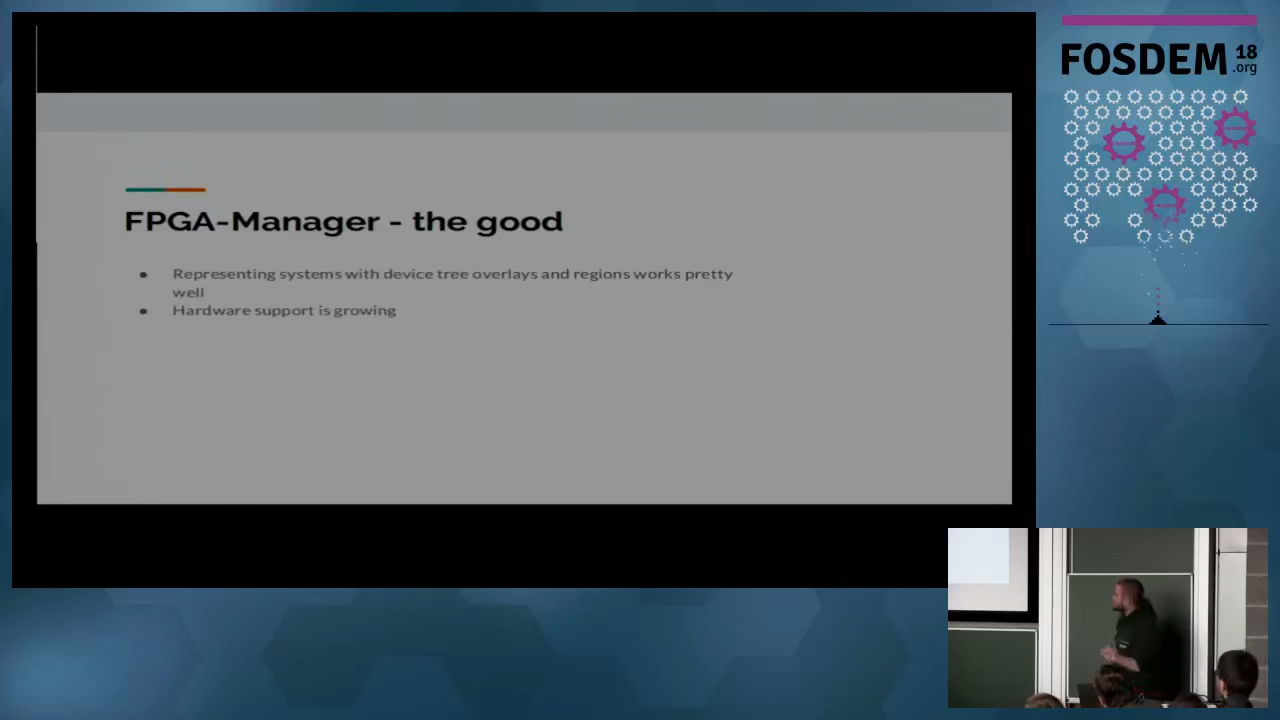 FPGA-Manager - the good
● Representing systems with device tree overlays and regions works pretty
well
● Hardware support is growing
FOSDEM 18
.org